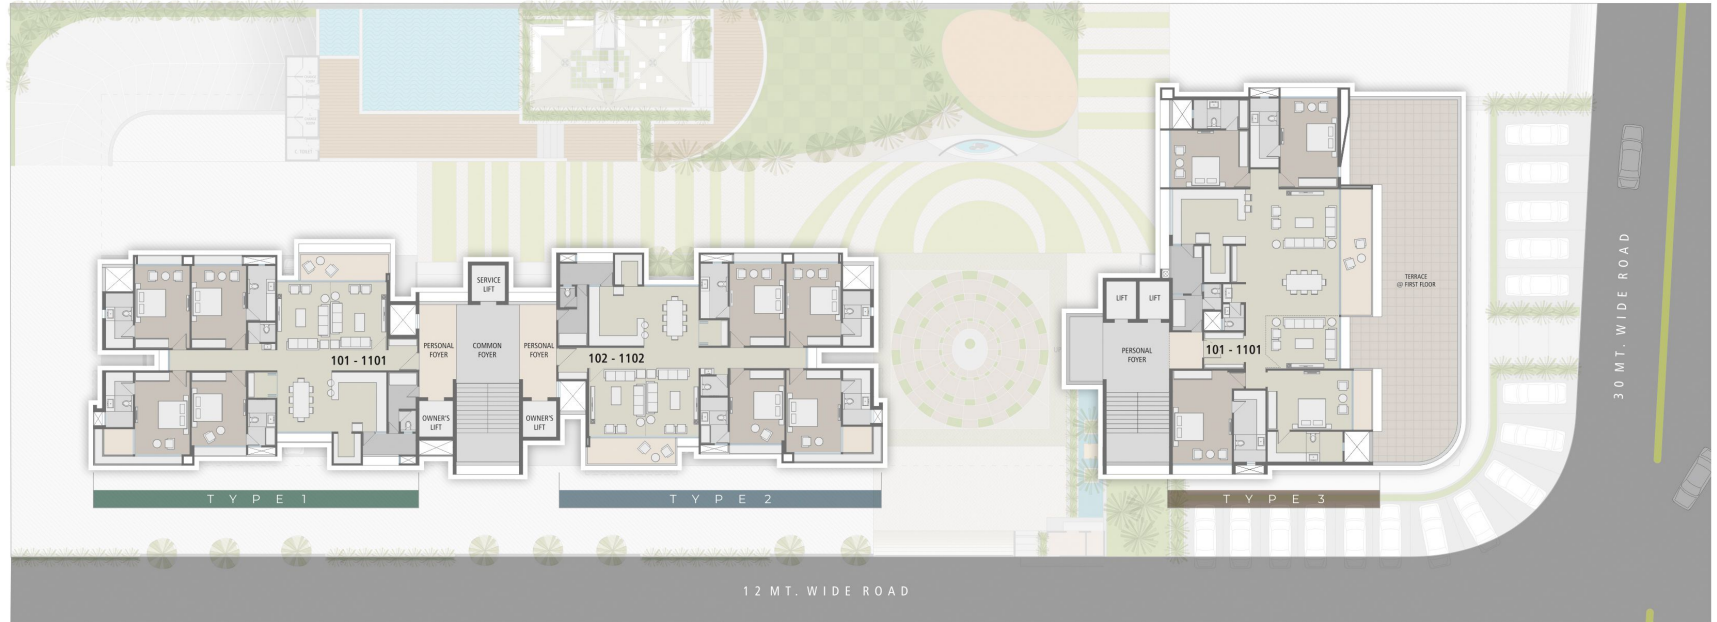 SERVICE
LIFT
PERSONAL
FOYER
COMMON
FOYER
PERSONAL
FOYER
101 - 1101
102 - 1102
OWNER'S
LIFT
OWNER'S
LIFT
TYPE 1
TYPE 2
LIFT
LIFT
PERSONAL
FOYER
101 - 1101
TERRACE
@ FIRST FLOOR
TYPE 3
30 MT. WIDE ROAD
12 MT. WIDE ROAD